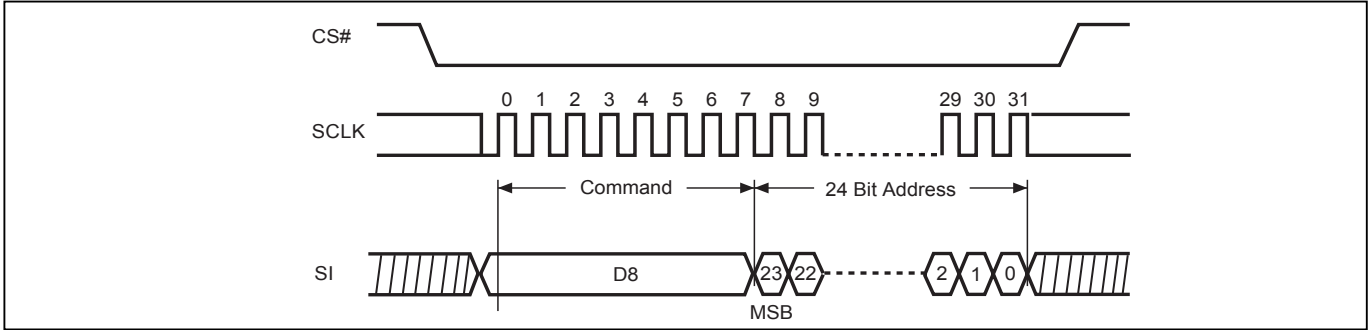 CS#
0 1 2 3 4 5 6 7 8 9 29 30 31
SCLK
Command 24 Bit Address
SI D8 23 22 2 1 0
MSB